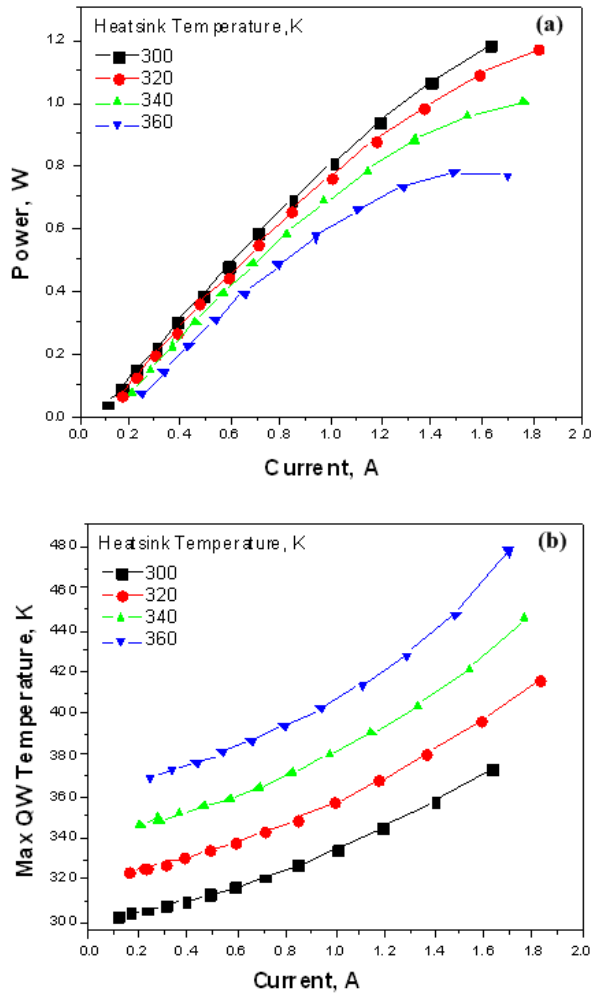 Heatsink Temperature, K
(a)
300
320
340
360
Power, W
1.2
1.0
0.8
0.6
0.4
0.2
0.0
0.0 0.2 0.4 0.6 0.8 1.0 1.2 1.4 1.6 1.8 2.0
Current, A
Heatsink Temperature, K
(b)
300
320
340
360
Max QW Temperature, K
480
460
440
420
400
380
360
340
320
300
0.0 0.2 0.4 0.6 0.8 1.0 1.2 1.4 1.6 1.8 2.0
Current, A